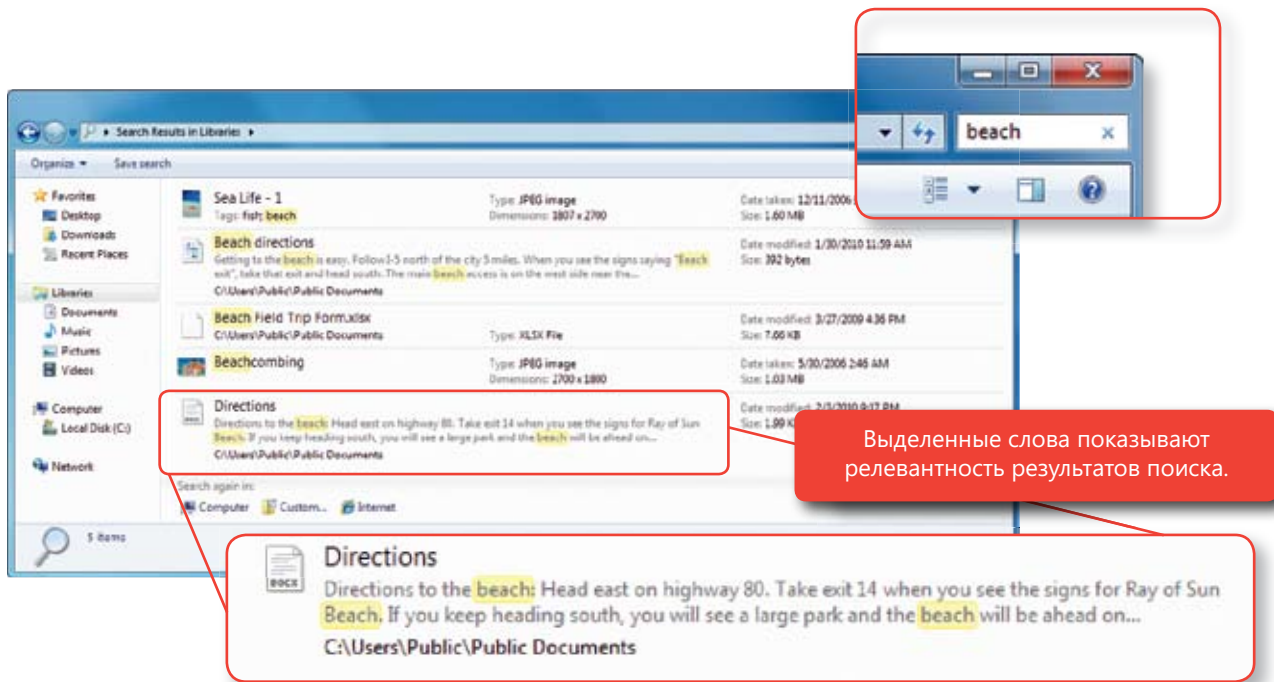 beach
Search Results in Libraries
Organize Save search
Favorites
Desktop
Downloads
Recent Places
Libraries
Documents
Music
Pictures
Videos
Computer
Local Disk (C:)
Network
Sea Life - 1
Tags: fish; beach
Type: JPEG image
Dimensions: 1807 x 2700
Date taken: 12/11/2006
Size: 1.60 MB
Beach directions
Getting to the beach is easy. Follow I-5 north of the city 5 miles. When you see the signs saying "Beach
exit", take that exit and head south. The main beach access is on the west side near the...
C:\Users\Public\Public Documents
Date modified: 1/30/2010 11:59 AM
Size: 392 bytes
Beach Field Trip Form.xlsx
C:\Users\Public\Public Documents
Type: XLSX File
Date modified: 3/27/2009 4:36 PM
Size: 7.66 KB
Beachcombing
Type: JPEG image
Dimensions: 2700 x 1800
Date taken: 5/30/2006 2:46 AM
Size: 1.03 MB
Directions
Directions to the beach: Head east on highway 80. Take exit 14 when you see the signs for Ray of Sun
Beach. If you keep heading south, you will see a large park and the beach will be ahead on...
C:\Users\Public\Public Documents
Date modified: 2/3/2010 9:17 PM
Size: 1.99 K
Выделенные слова показывают
релевантность результатов поиска.
Search again in:
Computer Custom... Internet
5 items
DOCX
Directions
Directions to the beach: Head east on highway 80. Take exit 14 when you see the signs for Ray of Sun
Beach. If you keep heading south, you will see a large park and the beach will be ahead on...
C:\Users\Public\Public Documents